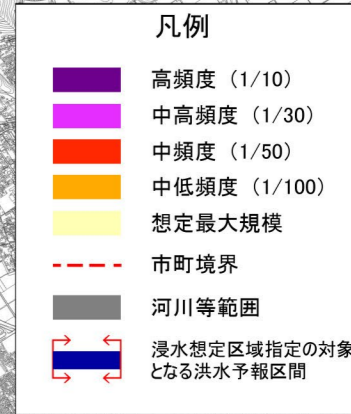 凡例
高頻度（1/10）
中高頻度（1/30）
中頻度（1/50）
中低頻度（1/100）
想定最大規模
市町境界
河川等範囲
浸水想定区域指定の対象
となる洪水予報区間